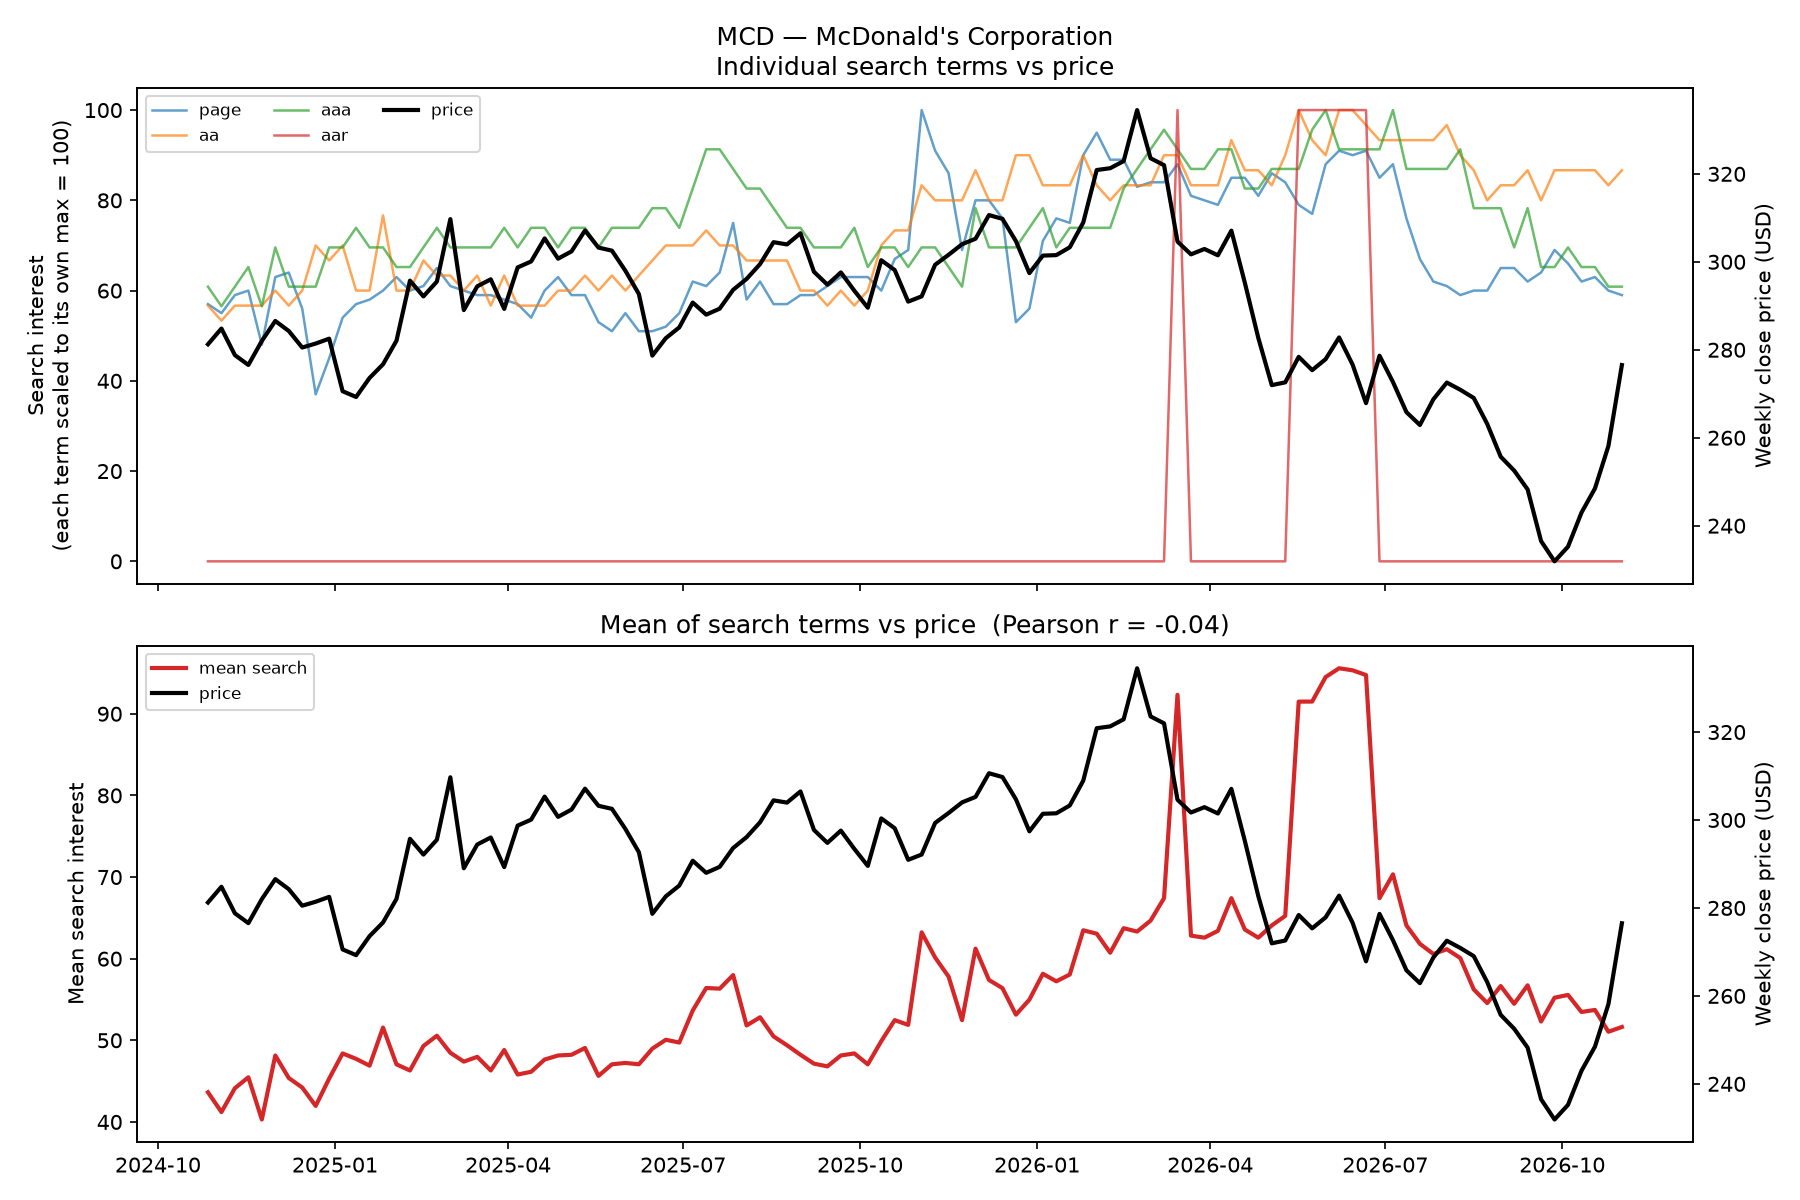 MCD — McDonald's Corporation
Individual search terms vs price
page
aa
aaa
aar
price
100
80
60
40
20
0
Search interest
(each term scaled to its own max = 100)
320
300
280
260
240
Weekly close price (USD)
Mean of search terms vs price  (Pearson r = -0.04)
mean search
price
90
80
70
60
50
40
Mean search interest
320
300
280
260
240
Weekly close price (USD)
2024-10
2025-01
2025-04
2025-07
2025-10
2026-01
2026-04
2026-07
2026-10